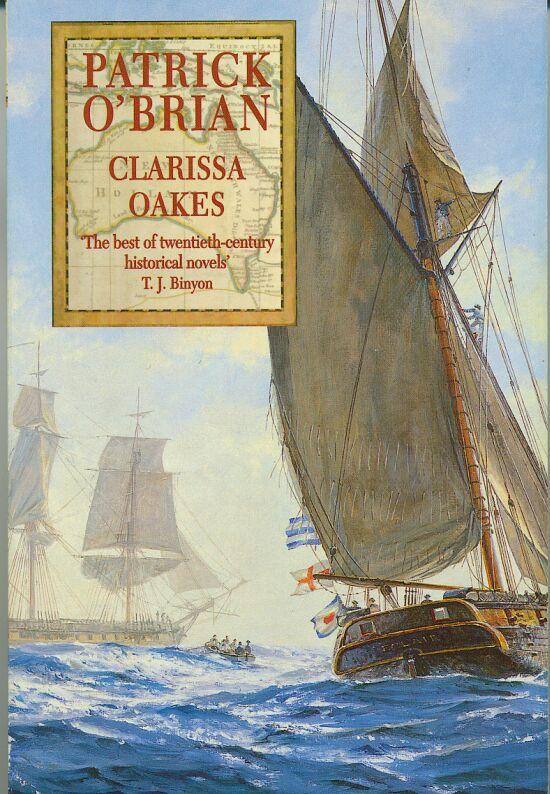 PATRICK
O'BRIAN
CLARISSA
OAKES
'The best of twentieth-century
historical novels'
T. J. Binyon